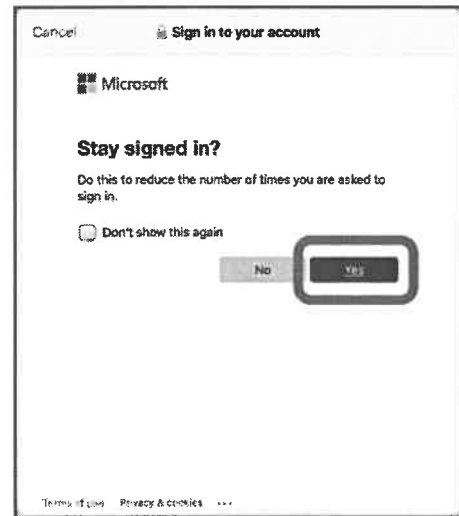 Cancel
Sign in to your account
Microsoft
Stay signed in?
Do this to reduce the number of times you are asked to
sign in.
Don't show this again
No
Yes
Terms of use
Privacy & cookies
...